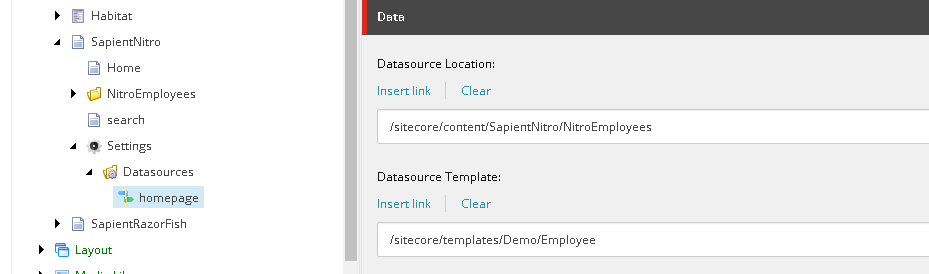 Habitat
SapientNitro
Home
NitroEmployees
search
Settings
Datasources
homepage
SapientRazorFish
Layout
Data
Datasource Location:
Insert link Clear
/sitecore/content/SapientNitro/NitroEmployees
Datasource Template:
Insert link Clear
/sitecore/templates/Demo/Employee